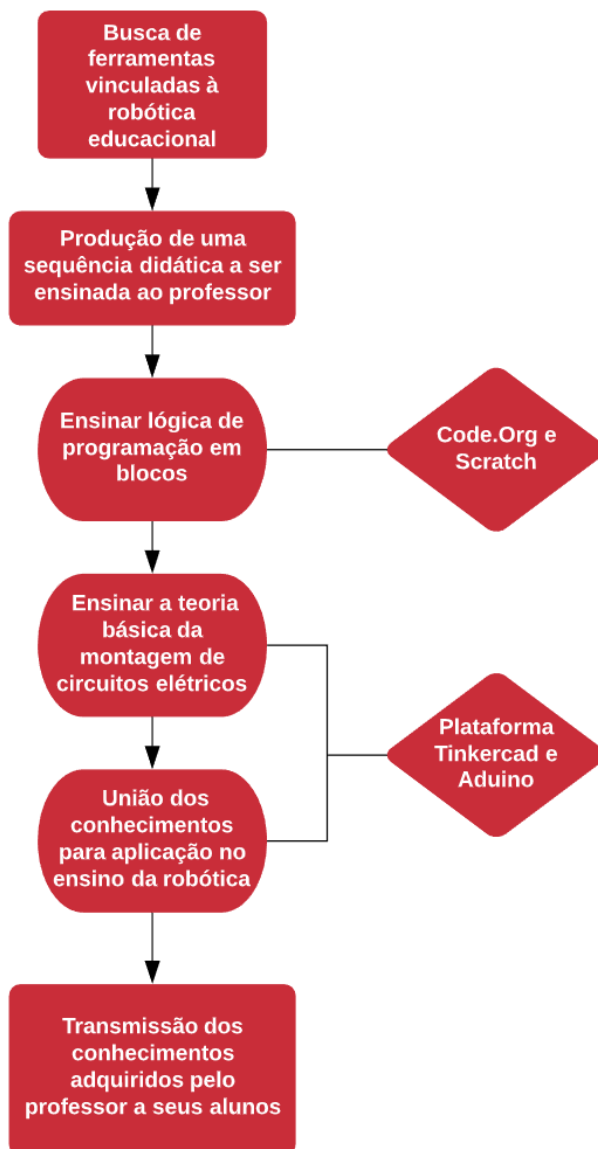 Busca de
ferramentas
vinculadas à
robótica
educacional
Produção de uma
sequência didática a ser
ensinada ao professor
Ensinar lógica de
programação em
blocos
Code.Org e
Scratch
Ensinar a teoria
básica da
montagem de
circuitos elétricos
Plataforma
Tinkercad e
Aduino
União dos
conhecimentos
para aplicação no
ensino da robótica
Transmissão dos
conhecimentos
adquiridos pelo
professor a seus alunos